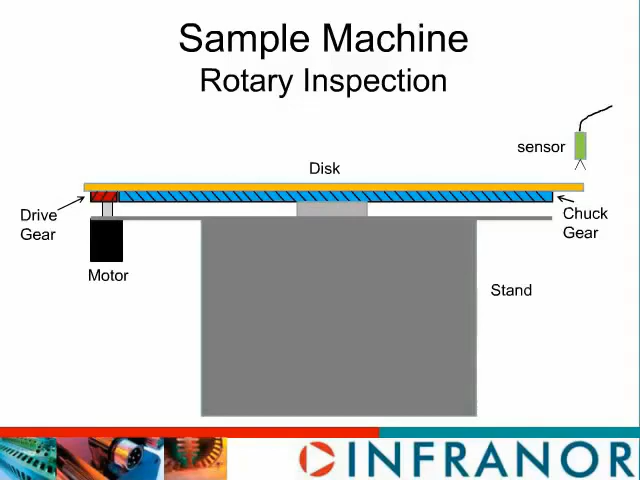 Sample Machine
Rotary Inspection
sensor
Disk
Drive
Gear
Chuck
Gear
Motor
Stand
INFRANOR